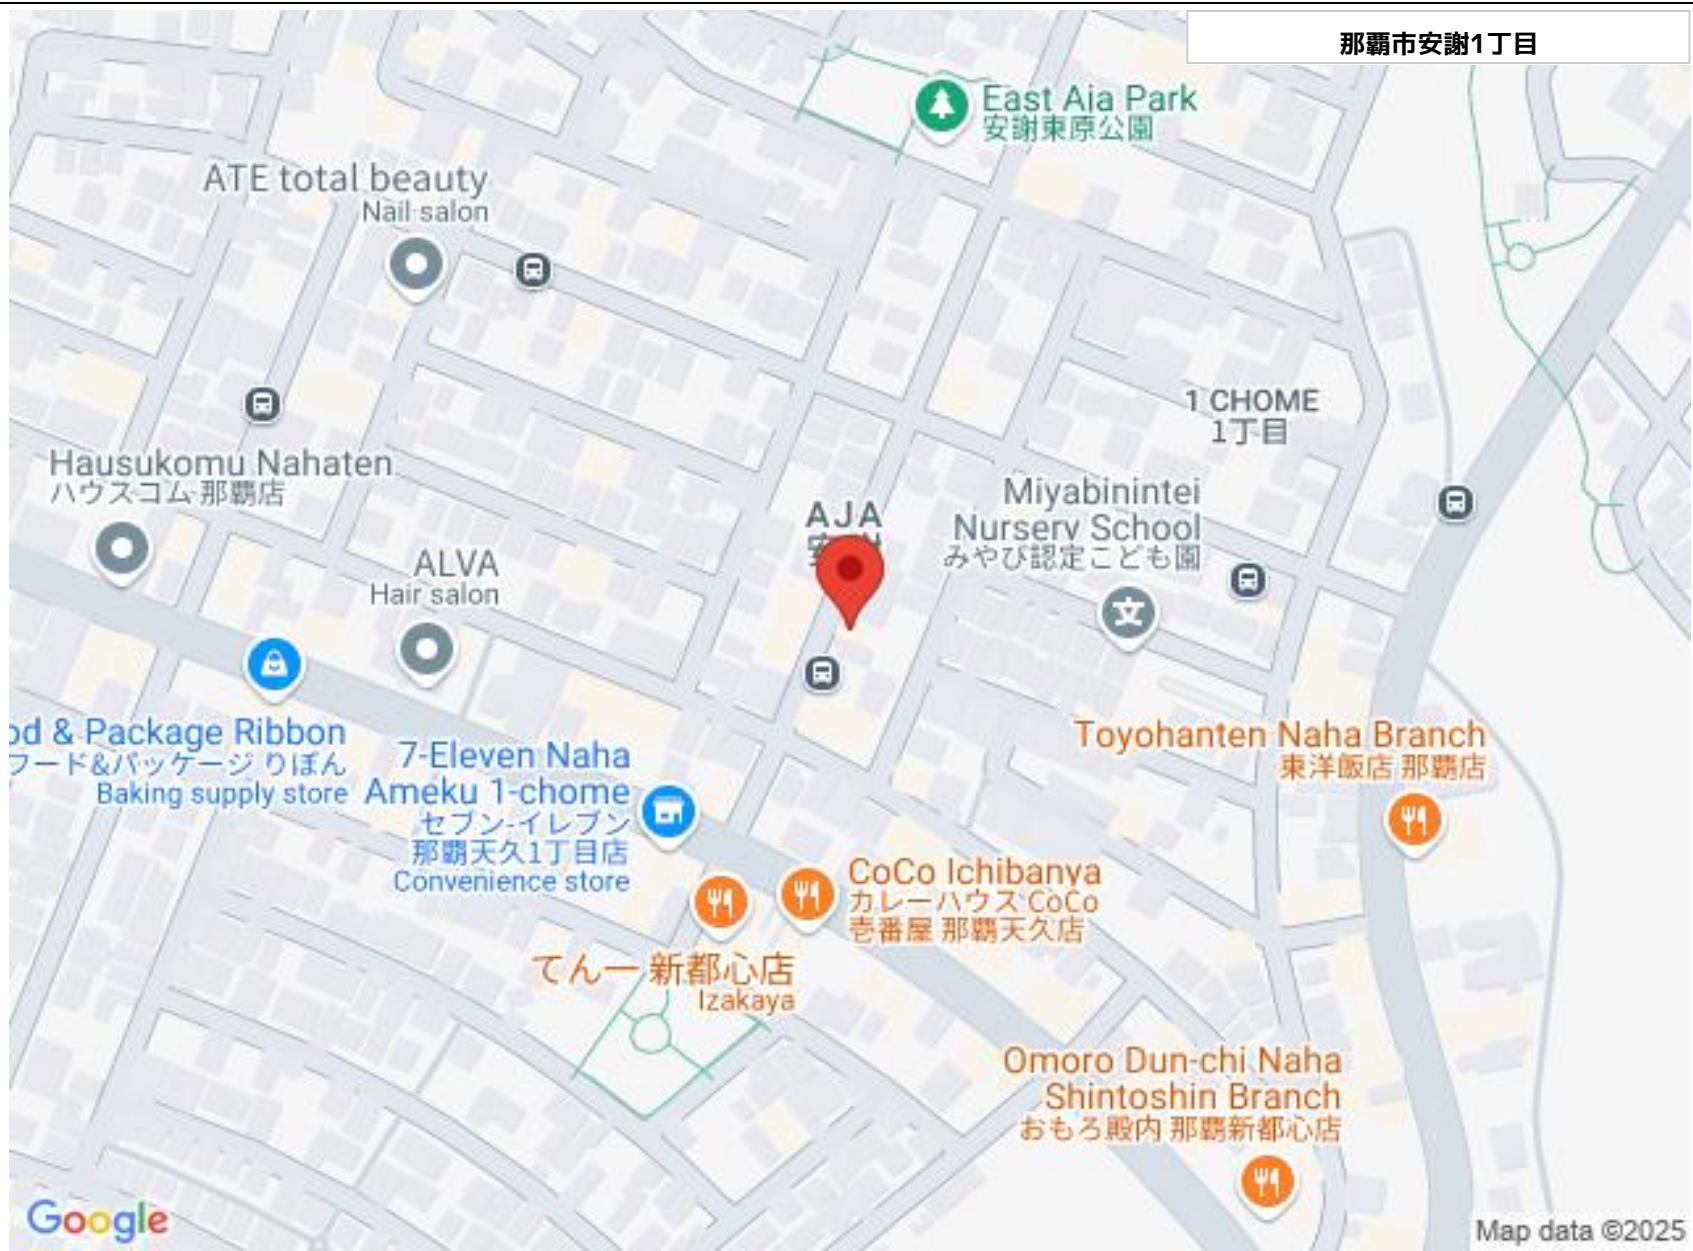 那覇市安謝1丁目
East Aja Park
安謝東原公園
ATE total beauty
Nail salon
1 CHOME
1丁目
Hausukomu Nahaten
ハウスコム 那覇店
AJA
Miyabinintei
Nursery School
みやび認定こども園
ALVA
Hair salon
od & Package Ribbon
フード&パッケージ りぼん
Baking supply store
7-Eleven Naha
Ameku 1-chome
セブン-イレブン
那覇天久1丁目店
Convenience store
Toyohanten Naha Branch
東洋飯店 那覇店
CoCo Ichibanya
カレーハウス CoCo
壱番屋 那覇天久店
てんー 新都心店
Izakaya
Omoro Dun-chi Naha
Shintoshin Branch
おもろ殿内 那覇新都心店
Google
Map data ©2025